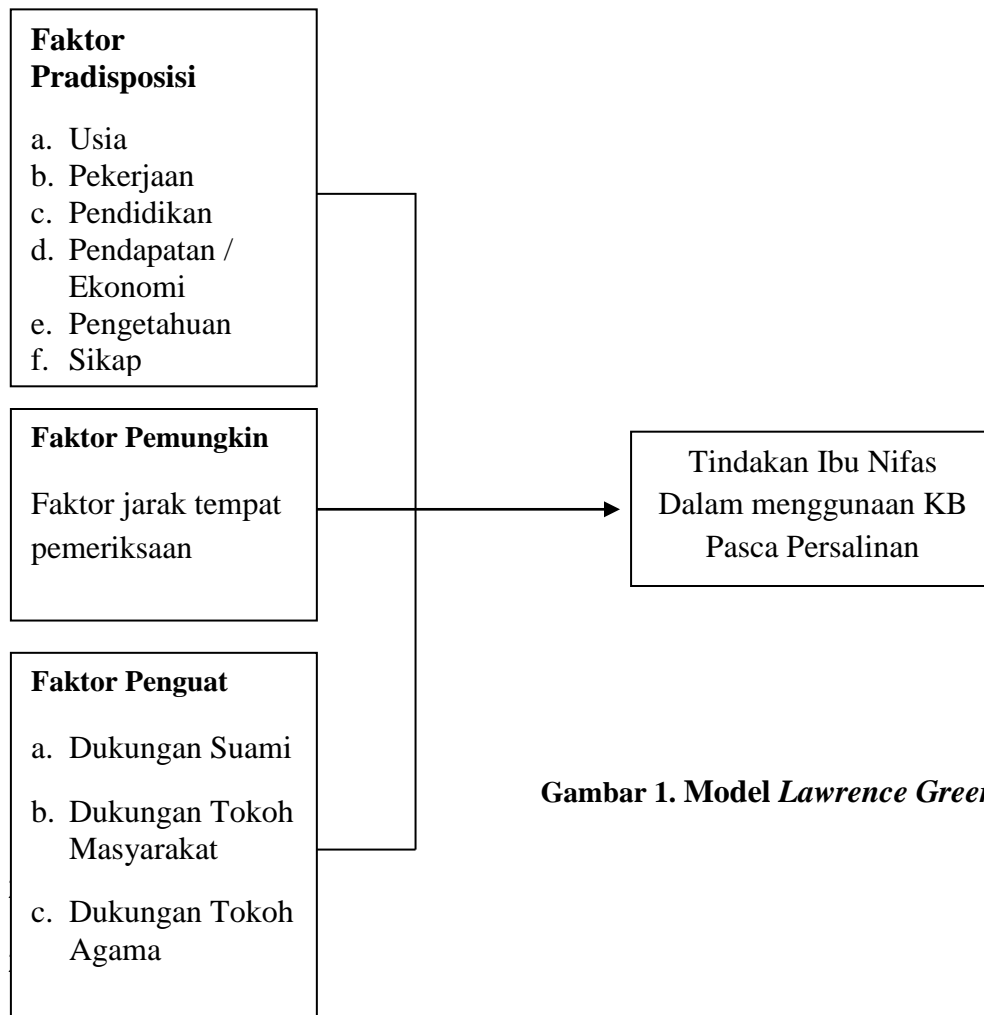 Faktor
Pradisposisi
a. Usia
b. Pekerjaan
c. Pendidikan
d. Pendapatan /
Ekonomi
e. Pengetahuan
f. Sikap
Faktor Pemungkin
Faktor jarak tempat
pemeriksaan
Faktor Penguat
a. Dukungan Suami
b. Dukungan Tokoh
Masyarakat
c. Dukungan Tokoh
Agama
Tindakan Ibu Nifas
Dalam menggunaan KB
Pasca Persalinan
Gambar 1. Model Lawrence Green